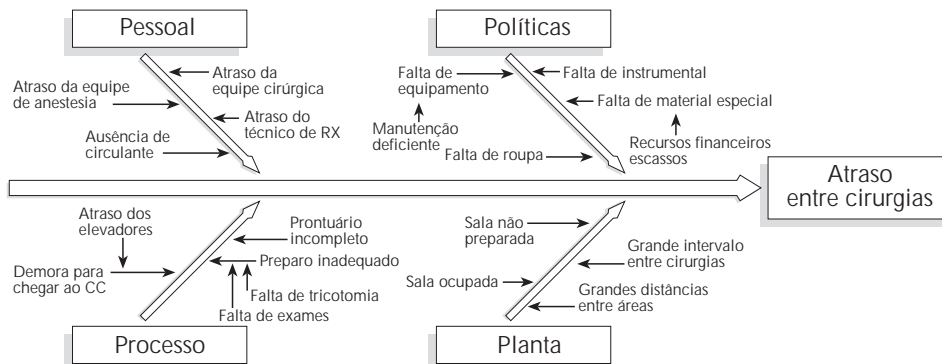 Pessoal
Políticas
Atraso da
equipe cirúrgica
Atraso da equipe
de anestesia
Atraso do
técnico de RX
Ausência de
circulante
Falta de
equipamento
Falta de instrumental
Falta de material especial
Manutenção
deficiente
Recursos financeiros
escassos
Falta de roupa
Atraso
entre cirurgias
Atraso dos
elevadores
Prontuário
incompleto
Demora para
chegar ao CC
Preparo inadequado
Falta de tricotomia
Falta de exames
Sala não
preparada
Grande intervalo
entre cirurgias
Sala ocupada
Grandes distâncias
entre áreas
Processo
Planta